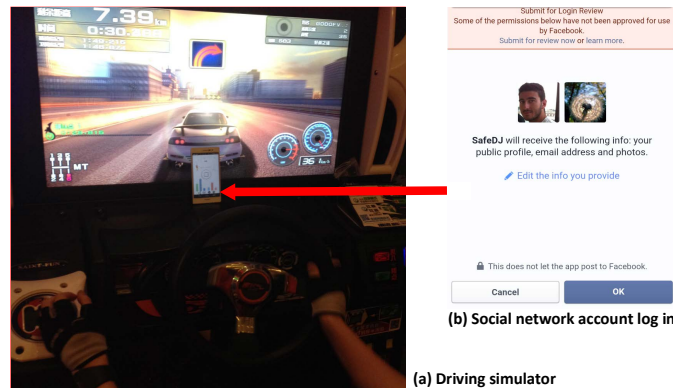 7.39
0:30.
MT
36
Submit for Login Review
Some of the permissions below have not been approved for use
by Facebook.
Submit for review now or learn more.
SafeDJ will receive the following info: your
public profile, email address and photos.
Edit the info you provide
This does not let the app post to Facebook.
Cancel
OK
(b) Social network account log in
(a) Driving simulator